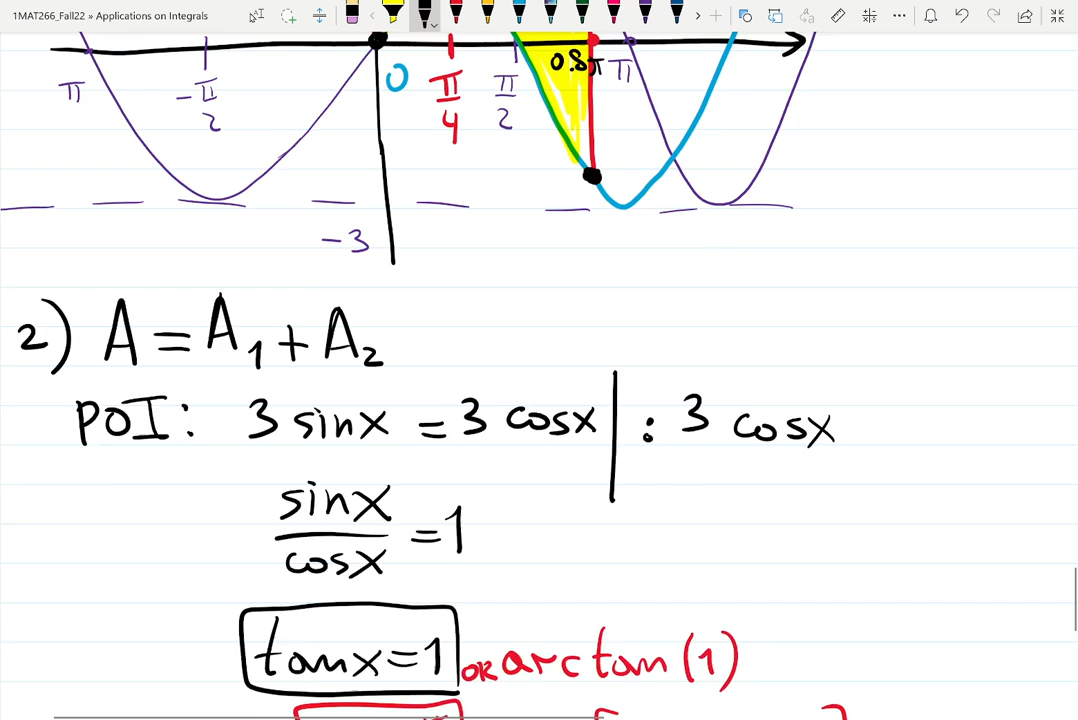 1MAT266_Fall22 » Applications on Integrals
π -π/2 0 π/4 π/2 0.8π π
-3
2) A = A₁ + A₂
POI: 3 sinx = 3 cosx | : 3 cosx
sinx/cosx = 1
tanx = 1 or arctan (1)